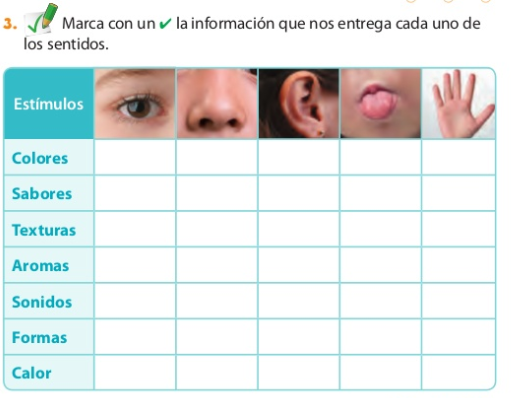 3. Marca con un ✔ la información que nos entrega cada uno de
los sentidos.
Estímulos
Colores
Sabores
Texturas
Aromas
Sonidos
Formas
Calor